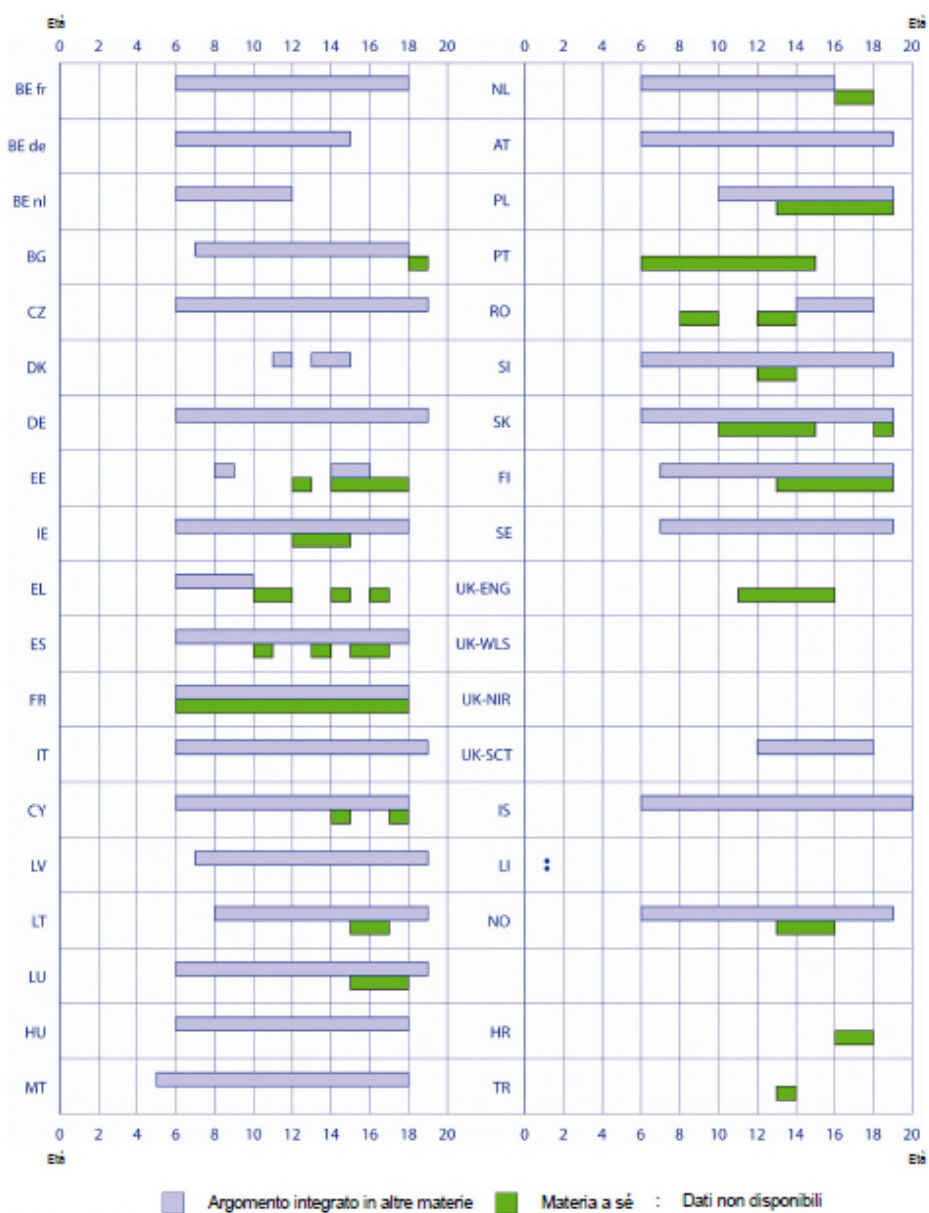 Età Età
0 2 4 6 8 10 12 14 16 18 20 0 2 4 6 8 10 12 14 16 18 20
BE fr NL
BE de AT
BE nl PL
BG PT
CZ RO
DK SI
DE SK
EE FI
IE SE
EL UK-ENG
ES UK-WLS
FR UK-NIR
IT UK-SCT
CY IS
LV LI :
LT NO
LU
HU HR
MT TR
0 2 4 6 8 10 12 14 16 18 20 0 2 4 6 8 10 12 14 16 18 20
Età Età
Argomento integrato in altre materie Materia a sé : Dati non disponibili